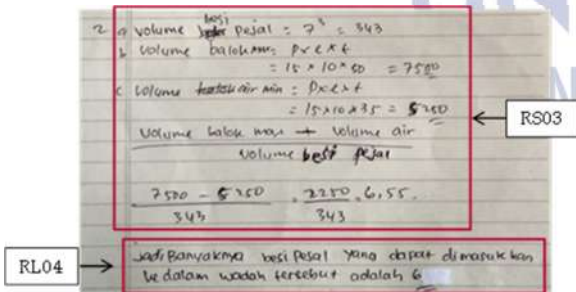 2 a volume besi pejal = 7³ = 343
b volume balok max = p x l x t
= 15 x 10 x 50 = 7500
c volume air min = p x l x t
= 15 x 10 x 35 = 5250
RS03
volume balok max + volume air
volume besi pejal
7500 - 5250 = 2250 = 6,55..
343 343
jadi Banyaknya besi pejal yang dapat dimasukkan
RL04
ke dalam wadah tersebut adalah 6